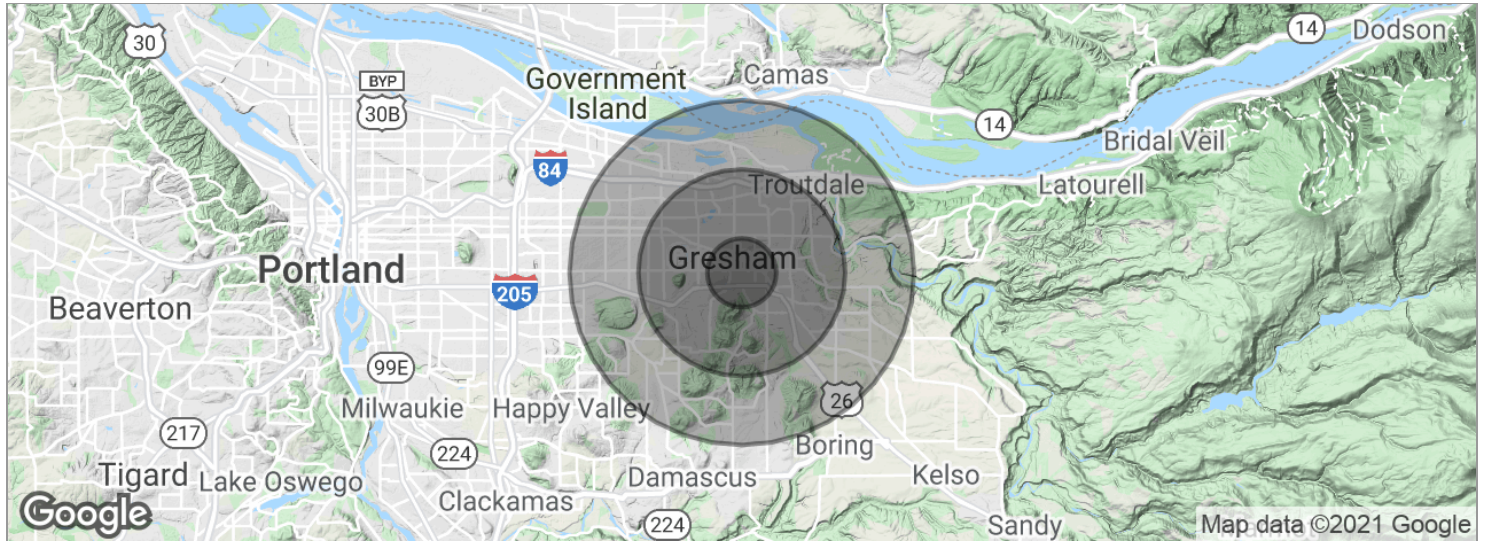 30
BYP
30B
Government
Island
Camas
14
Dodson
14
Bridal Veil
84
Troutdale
Latourell
Gresham
Portland
205
Beaverton
99E
Milwaukie
Happy Valley
26
217
224
Boring
Tigard
Lake Oswego
Damascus
Kelso
Clackamas
224
Sandy
Google
Map data ©2021 Google